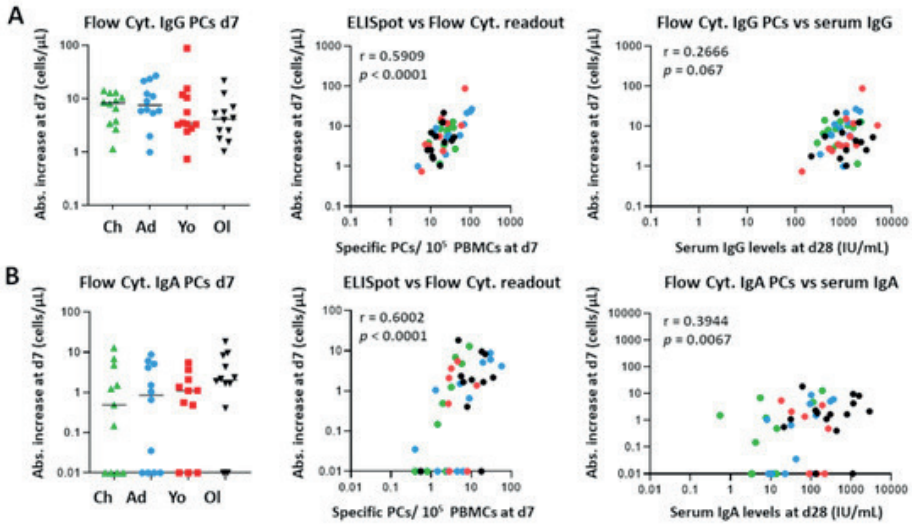 A
Flow Cyt. IgG PCs d7
Abs. increase at d7 (cells/μL)
100
10
1
0.1
Ch Ad Yo Ol
ELISpot vs Flow Cyt. readout
r = 0.5909
p < 0.0001
Abs. increase at d7 (cells/μL)
100
10
1
0.1
0.1 1 10 100 1000
Specific PCs/ 10⁵ PBMCs at d7
Flow Cyt. IgG PCs vs serum IgG
r = 0.2666
p = 0.067
Abs. increase at d7 (cells/μL)
100
10
1
0.1
0.1 1 10 100 1000 10000
Serum IgG levels at d28 (IU/mL)
B
Flow Cyt. IgA PCs d7
Abs. increase at d7 (cells/μL)
100
10
1
0.1
0.01
Ch Ad Yo Ol
ELISpot vs Flow Cyt. readout
r = 0.6002
p < 0.0001
Abs. increase at d7 (cells/μL)
100
10
1
0.1
0.01
0.01 0.1 1 10 100
Specific PCs/ 10⁵ PBMCs at d7
Flow Cyt. IgA PCs vs serum IgA
r = 0.3944
p = 0.0067
Abs. increase at d7 (cells/μL)
10000
1000
100
10
1
0.1
0.01
0.01 0.1 1 10 100 1000 10000
Serum IgA levels at d28 (IU/mL)